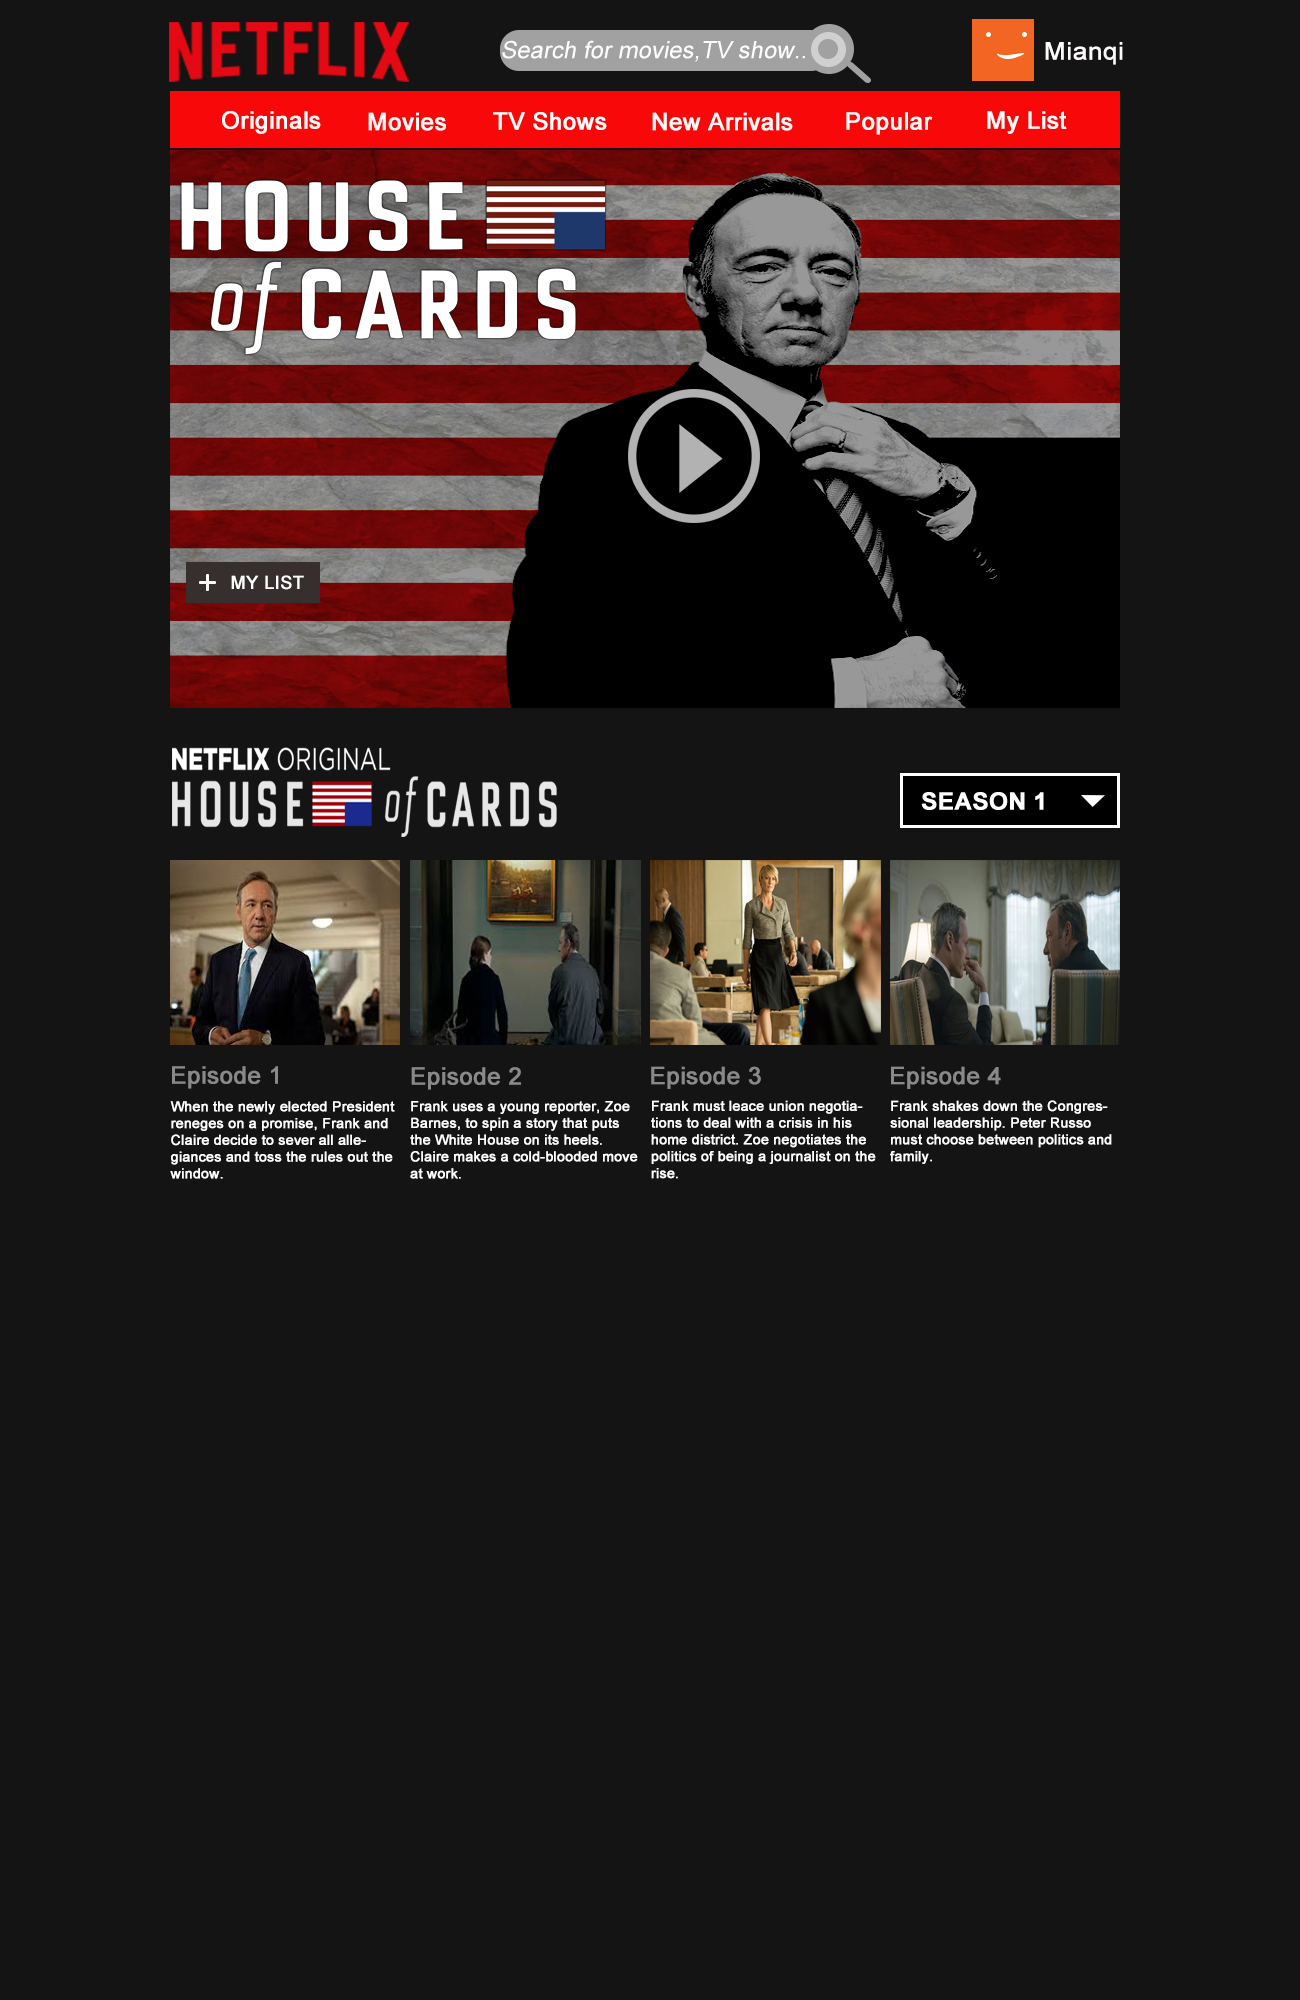 NETFLIX
Search for movies,TV show..
Mianqi
Originals Movies TV Shows New Arrivals Popular My List
HOUSE
of CARDS
+ MY LIST
NETFLIX ORIGINAL
HOUSE of CARDS
SEASON 1
Episode 1
When the newly elected President
reneges on a promise, Frank and
Claire decide to sever all alle-
giances and toss the rules out the
window.
Episode 2
Frank uses a young reporter, Zoe
Barnes, to spin a story that puts
the White House on its heels.
Claire makes a cold-blooded move
at work.
Episode 3
Frank must leace union negotia-
tions to deal with a crisis in his
home district. Zoe negotiates the
politics of being a journalist on the
rise.
Episode 4
Frank shakes down the Congres-
sional leadership. Peter Russo
must choose between politics and
family.